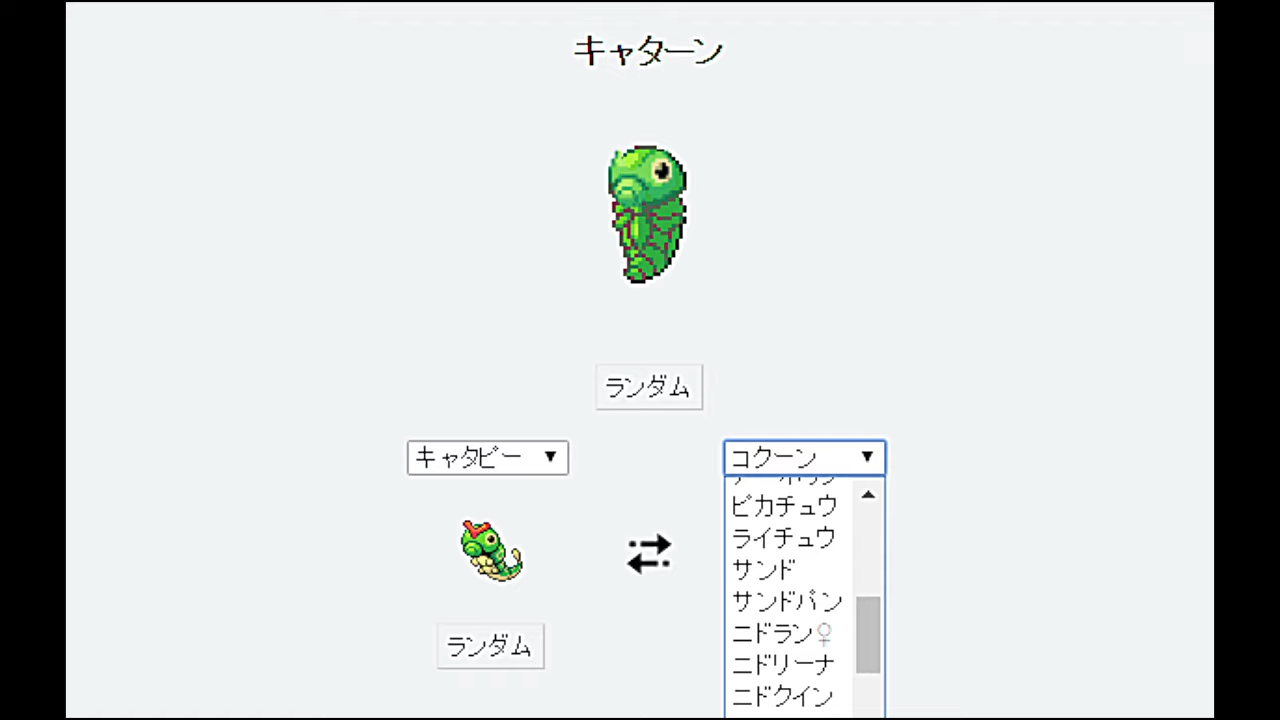 キャターン
ランダム
キャタピー ▼
コクーン ▼
ピカチュウ
ライチュウ
サンド
サンドパン
ニドラン♀
ニドリーナ
ニドクイン
ランダム